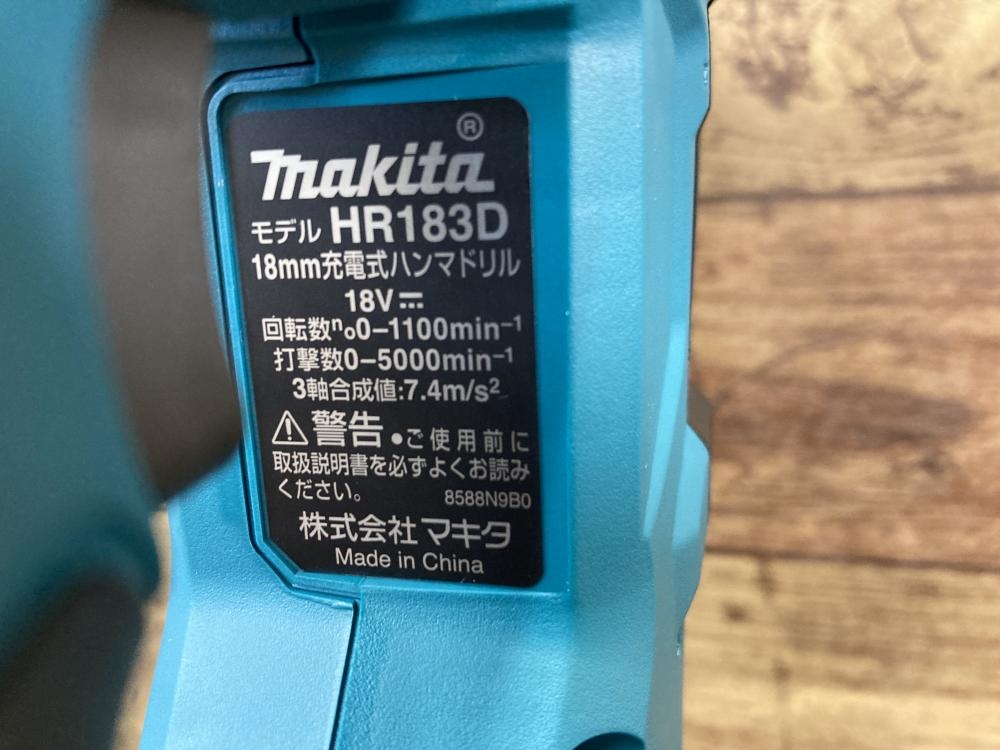 makita®
モデル HR183D
18mm充電式ハンマドリル
18V⎓
回転数n₀0−1100min⁻¹
打撃数0−5000min⁻¹
3軸合成値:7.4m/s²
⚠警告 ●ご使用前に
取扱説明書を必ずよくお読み
ください。 8588N9B0
株式会社マキタ
Made in China